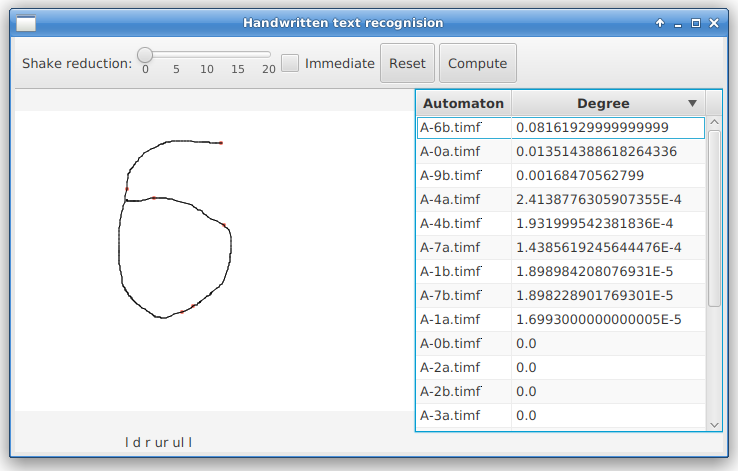 Handwritten text recognision
Shake reduction:
0 5 10 15 20
Immediate
Reset
Compute
Automaton Degree
A-6b.timf 0.08161929999999999
A-0a.timf 0.013514388618264336
A-9b.timf 0.00168470562799
A-4a.timf 2.4138776305907355E-4
A-4b.timf 1.931999542381836E-4
A-7a.timf 1.4385619245644476E-4
A-1b.timf 1.898984208076931E-5
A-7b.timf 1.898228901769301E-5
A-1a.timf 1.6993000000000005E-5
A-0b.timf 0.0
A-2a.timf 0.0
A-2b.timf 0.0
A-3a.timf 0.0
6
l d r ur ul l